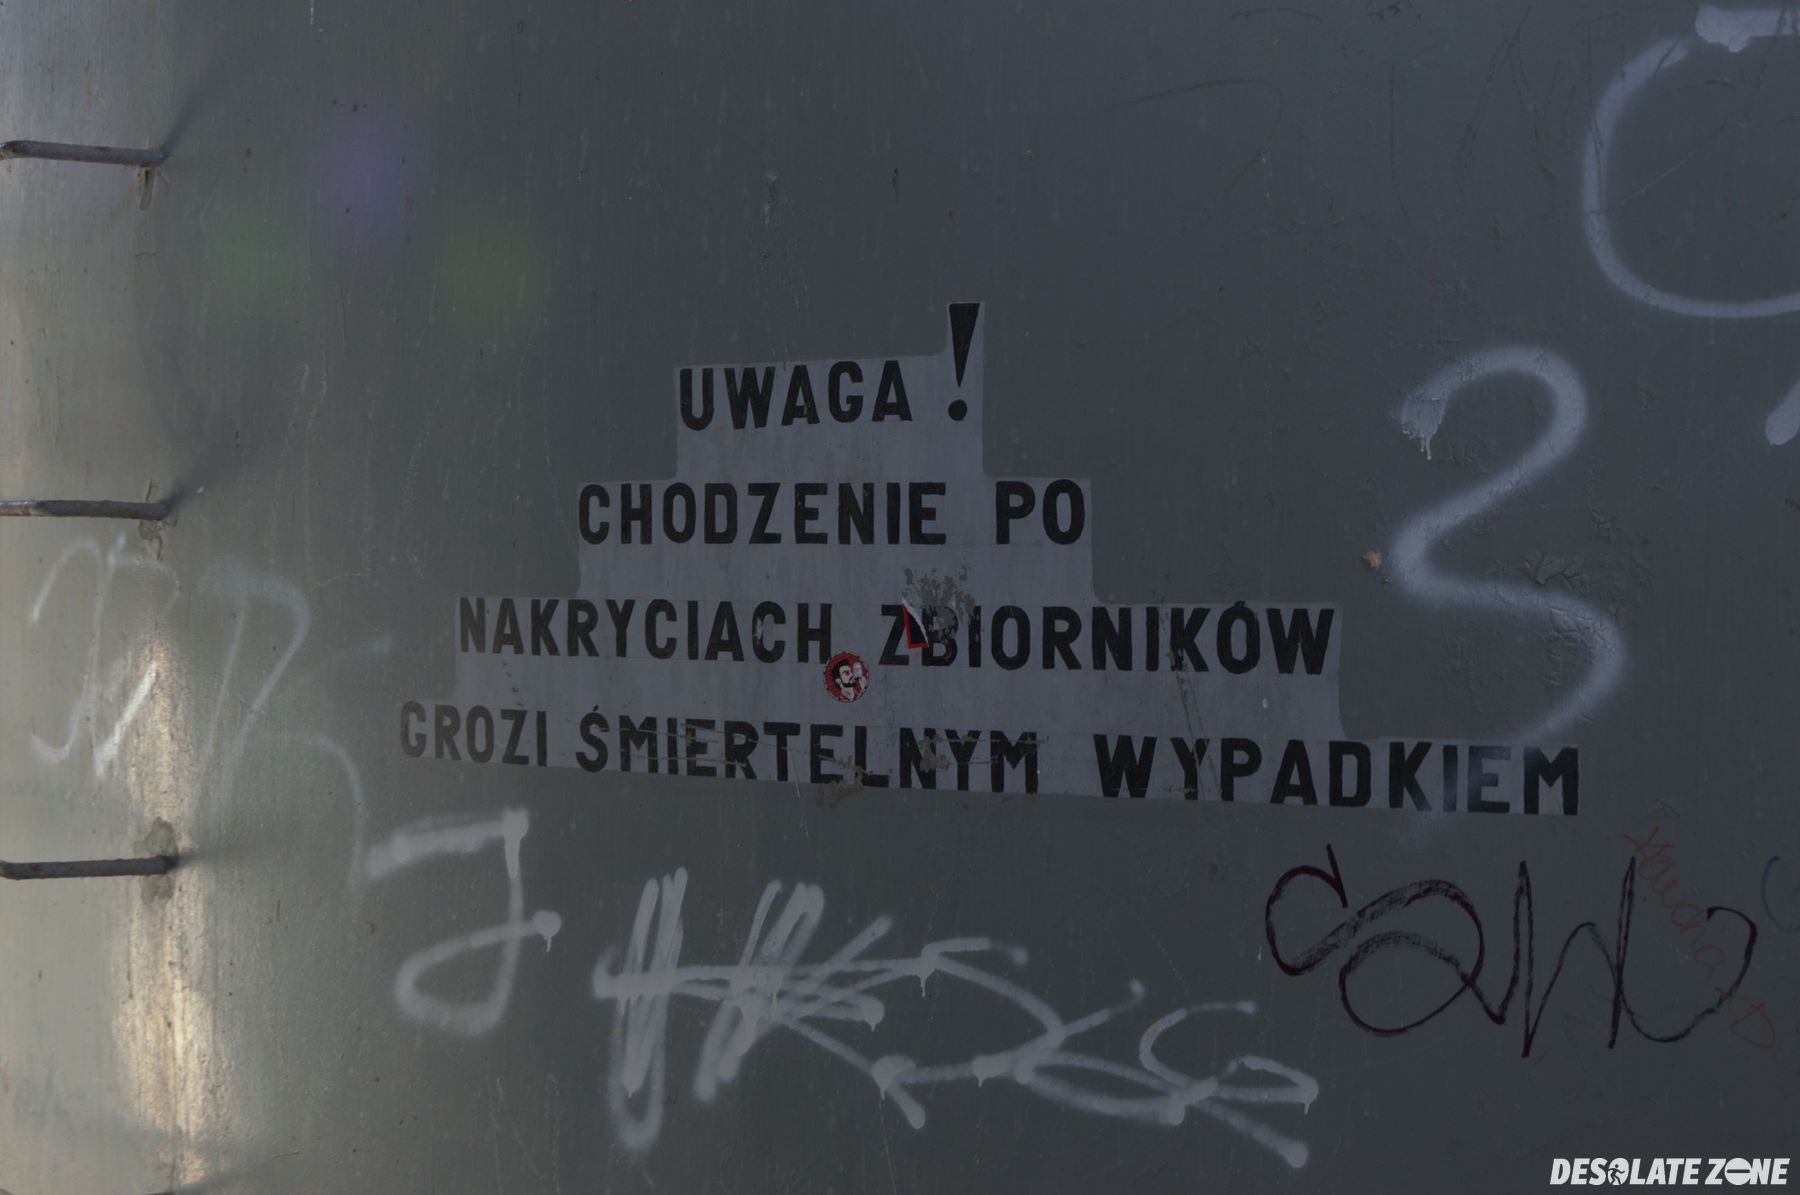 UWAGA !
CHODZENIE PO
NAKRYCIACH ZBIORNIKÓW
GROZI ŚMIERTELNYM WYPADKIEM
DESOLATE ZONE